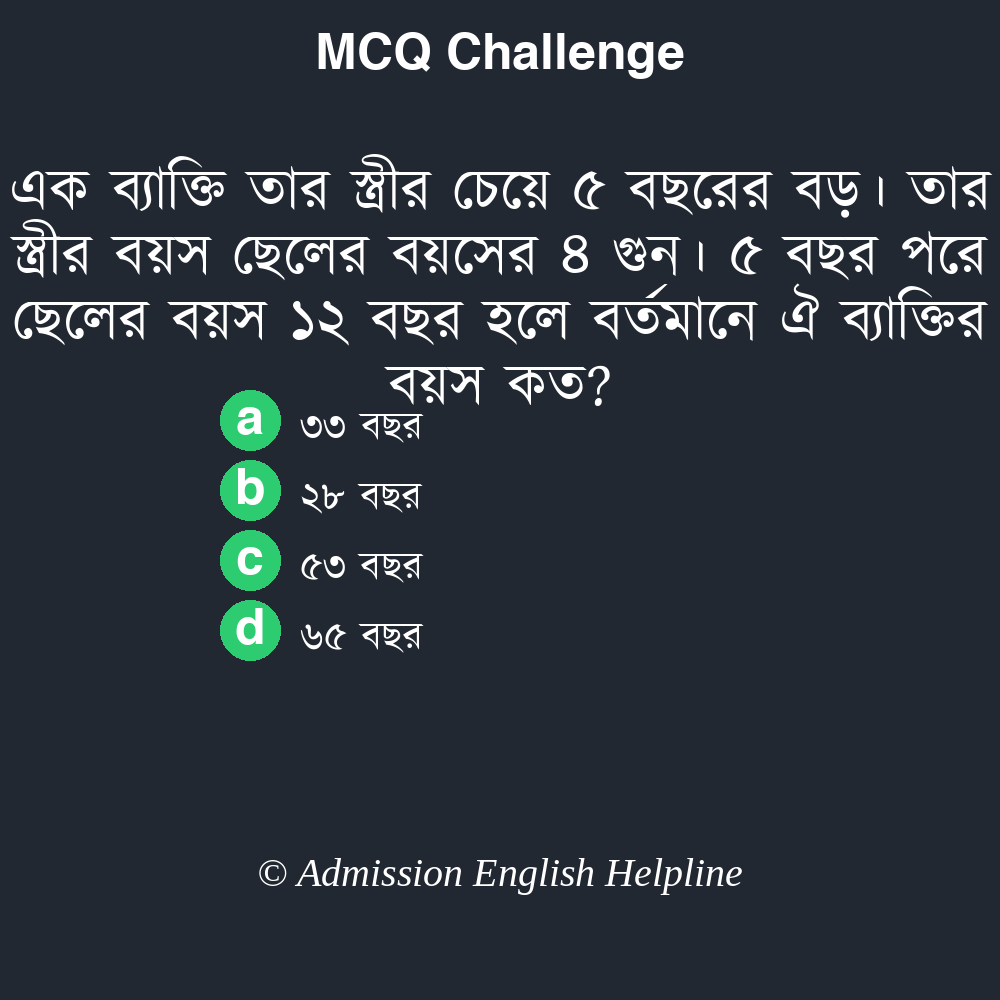 MCQ Challenge
এক ব্যাক্তি তার স্ত্রীর চেয়ে ৫ বছরের বড়। তার
স্ত্রীর বয়স ছেলের বয়সের ৪ গুন। ৫ বছর পরে
ছেলের বয়স ১২ বছর হলে বর্তমানে ঐ ব্যাক্তির
বয়স কত?
a ৩৩ বছর
b ২৮ বছর
c ৫৩ বছর
d ৬৫ বছর
© Admission English Helpline